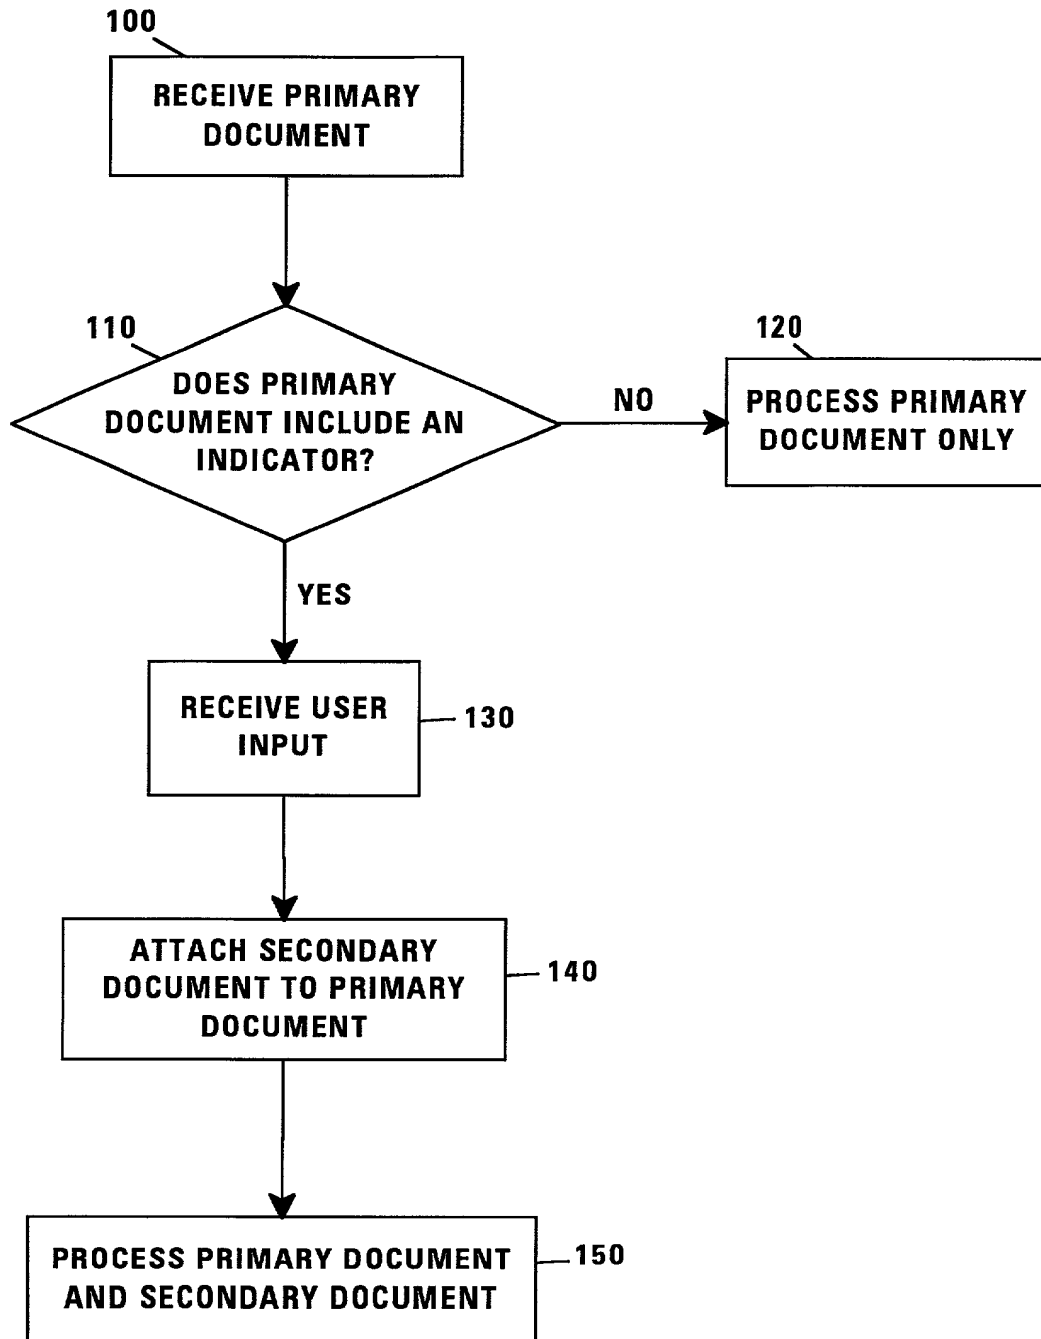 100
RECEIVE PRIMARY
DOCUMENT
110
DOES PRIMARY
DOCUMENT INCLUDE AN
INDICATOR?
NO
120
PROCESS PRIMARY
DOCUMENT ONLY
YES
RECEIVE USER
INPUT
130
ATTACH SECONDARY
DOCUMENT TO PRIMARY
DOCUMENT
140
PROCESS PRIMARY DOCUMENT
AND SECONDARY DOCUMENT
150